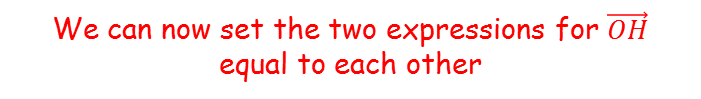 We can now set the two expressions for $\overrightarrow{OH}$
equal to each other